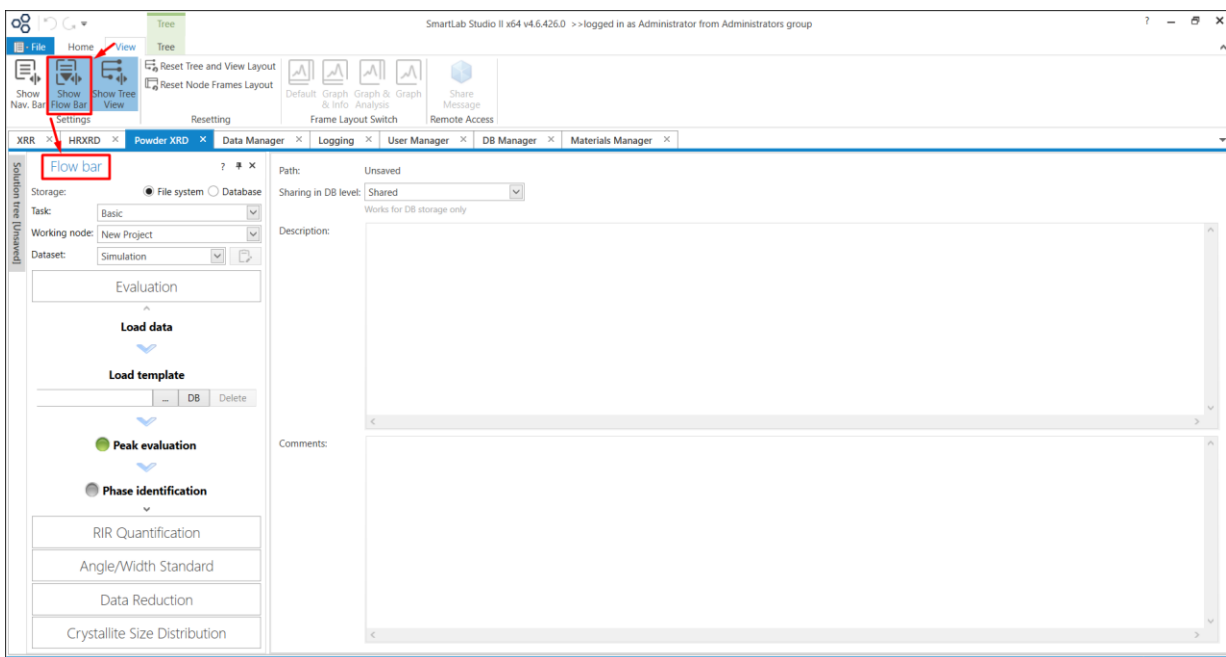 Tree
SmartLab Studio II x64 v4.6.426.0 >>logged in as Administrator from Administrators group
?
File Home View Tree
Show Nav. Bar
Show Flow Bar
Show Tree View
Settings
Reset Tree and View Layout
Reset Node Frames Layout
Resetting
Default
Graph & Info
Graph & Analysis
Graph
Frame Layout Switch
Share Message
Remote Access
XRR × HRXRD × Powder XRD × Data Manager × Logging × User Manager × DB Manager × Materials Manager ×
Solution tree [Unsaved]
Flow bar
?
Storage: File system Database
Task: Basic
Working node: New Project
Dataset: Simulation
Evaluation
Load data
Load template
... DB Delete
Peak evaluation
Phase identification
RIR Quantification
Angle/Width Standard
Data Reduction
Crystallite Size Distribution
Path: Unsaved
Sharing in DB level: Shared
Works for DB storage only
Description:
Comments: